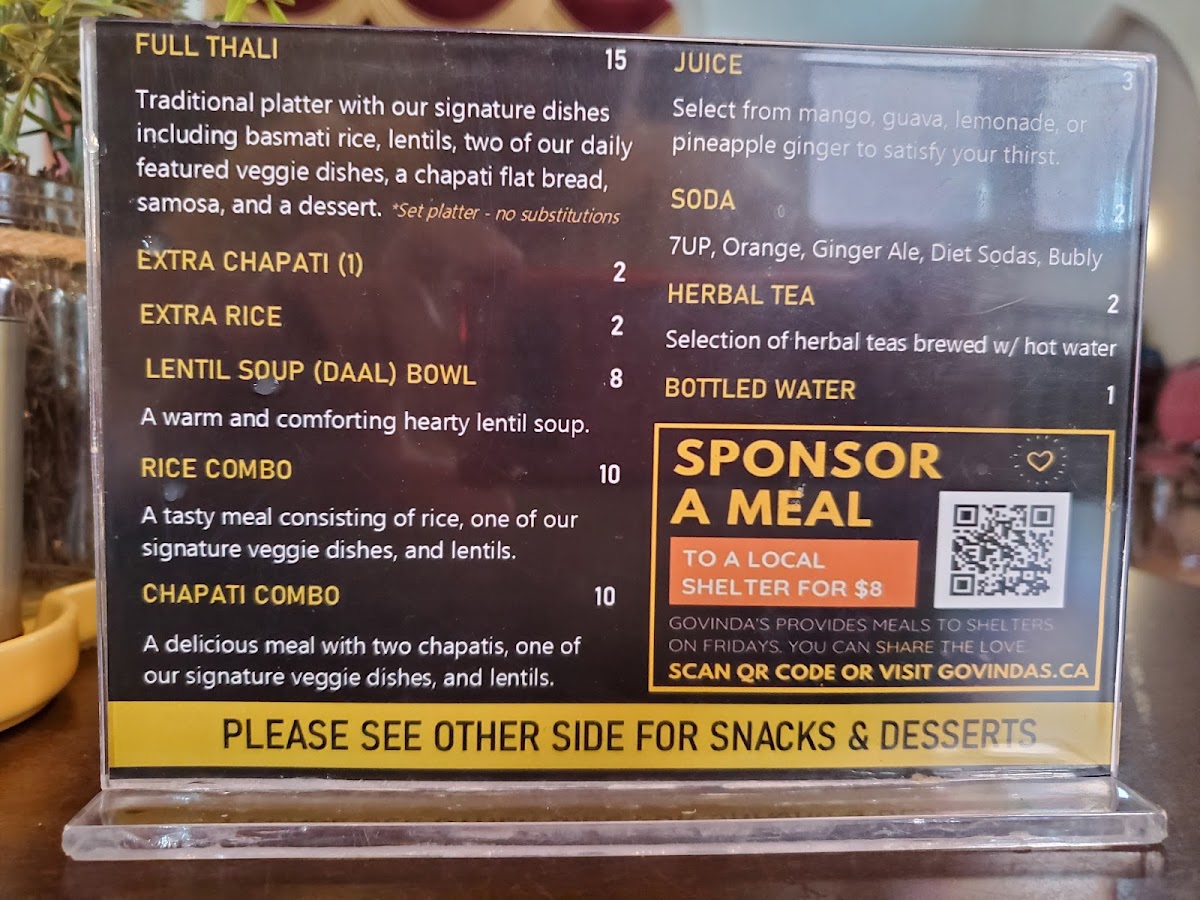 FULL THALI 15
Traditional platter with our signature dishes
including basmati rice, lentils, two of our daily
featured veggie dishes, a chapati flat bread,
samosa, and a dessert. *Set platter - no substitutions
EXTRA CHAPATI (1) 2
EXTRA RICE 2
LENTIL SOUP (DAAL) BOWL 8
A warm and comforting hearty lentil soup.
RICE COMBO 10
A tasty meal consisting of rice, one of our
signature veggie dishes, and lentils.
CHAPATI COMBO 10
A delicious meal with two chapatis, one of
our signature veggie dishes, and lentils.
JUICE 3
Select from mango, guava, lemonade, or
pineapple ginger to satisfy your thirst.
SODA 2
7UP, Orange, Ginger Ale, Diet Sodas, Bubly
HERBAL TEA 2
Selection of herbal teas brewed w/ hot water
BOTTLED WATER 1
SPONSOR
A MEAL
TO A LOCAL
SHELTER FOR $8
GOVINDA'S PROVIDES MEALS TO SHELTERS
ON FRIDAYS. YOU CAN SHARE THE LOVE.
SCAN QR CODE OR VISIT GOVINDAS.CA
PLEASE SEE OTHER SIDE FOR SNACKS & DESSERTS